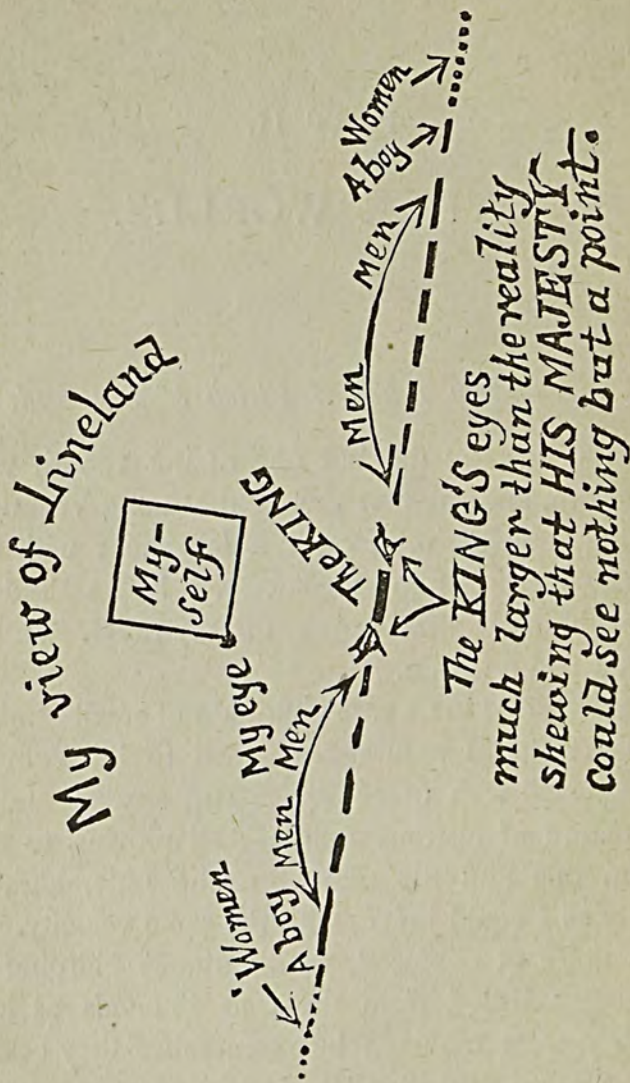 My view of Lineland
My-
self
My eye
The KING
Women
A boy
Men
Men
Men
Men
A boy
Women
The KING'S eyes
much larger than the reality
shewing that HIS MAJESTY
could see nothing but a point.